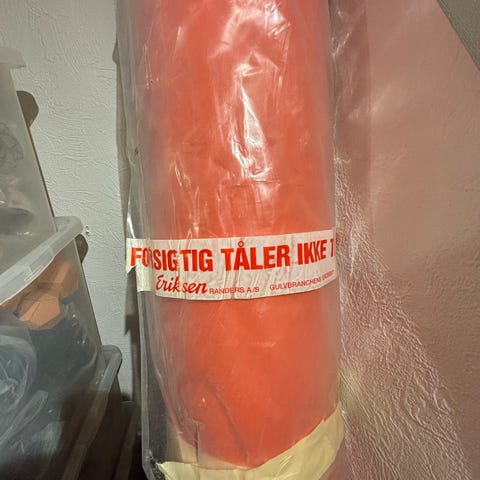 FORSIGTIG TÅLER IKKE
Eriksen RANDERS A/S GULVBRANCHENS